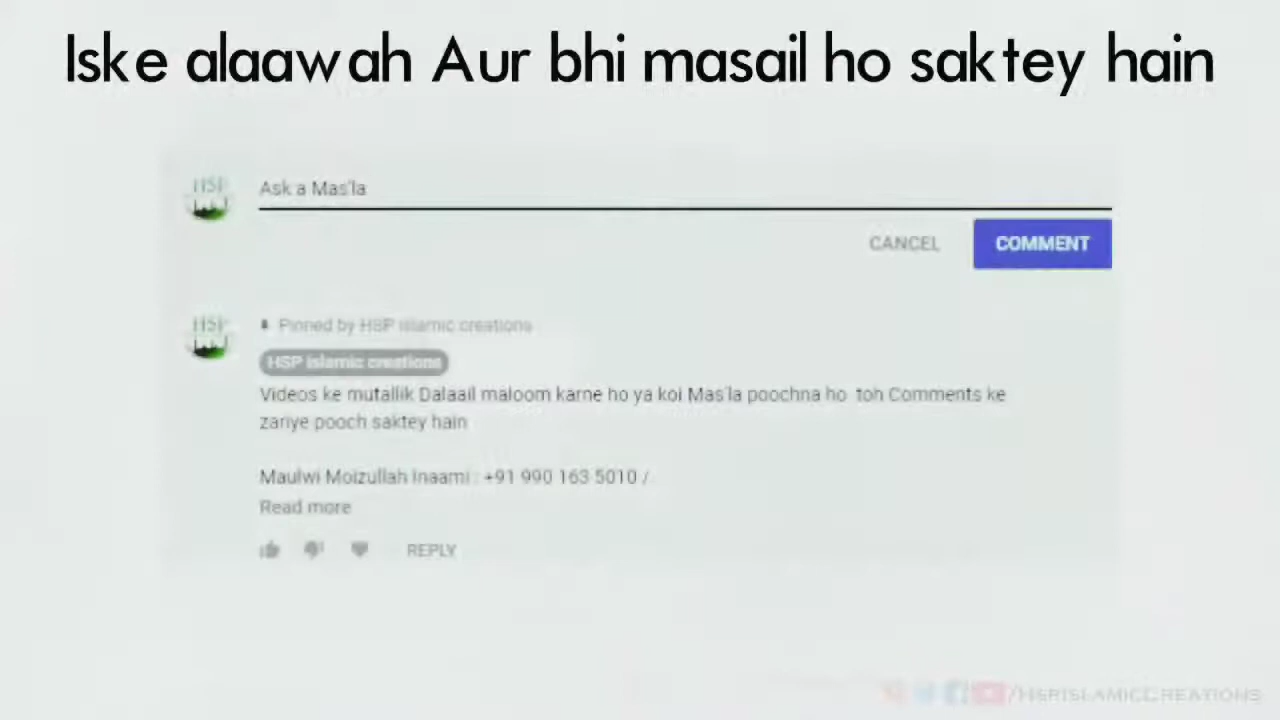 Iske alaawah Aur bhi masail ho saktey hain
HSP
Ask a Mas'la
CANCEL
COMMENT
HSP
Pinned by HSP islamic creations
HSP islamic creations
Videos ke mutallik Dalaail maloom karne ho ya koi Mas'la poochna ho toh Comments ke
zariye pooch saktey hain
Maulwi Moizullah Inaami : +91 990 163 5010 /
Read more
REPLY
/HSPISLAMICCREATIONS